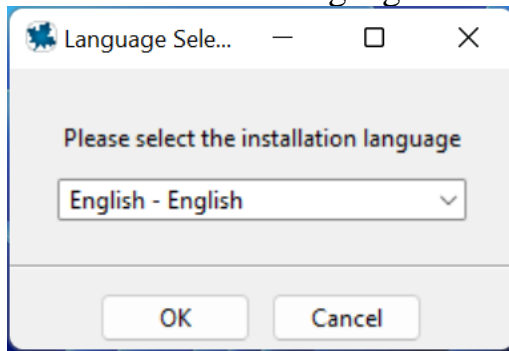 Language Sele...
Please select the installation language
English - English
OK
Cancel